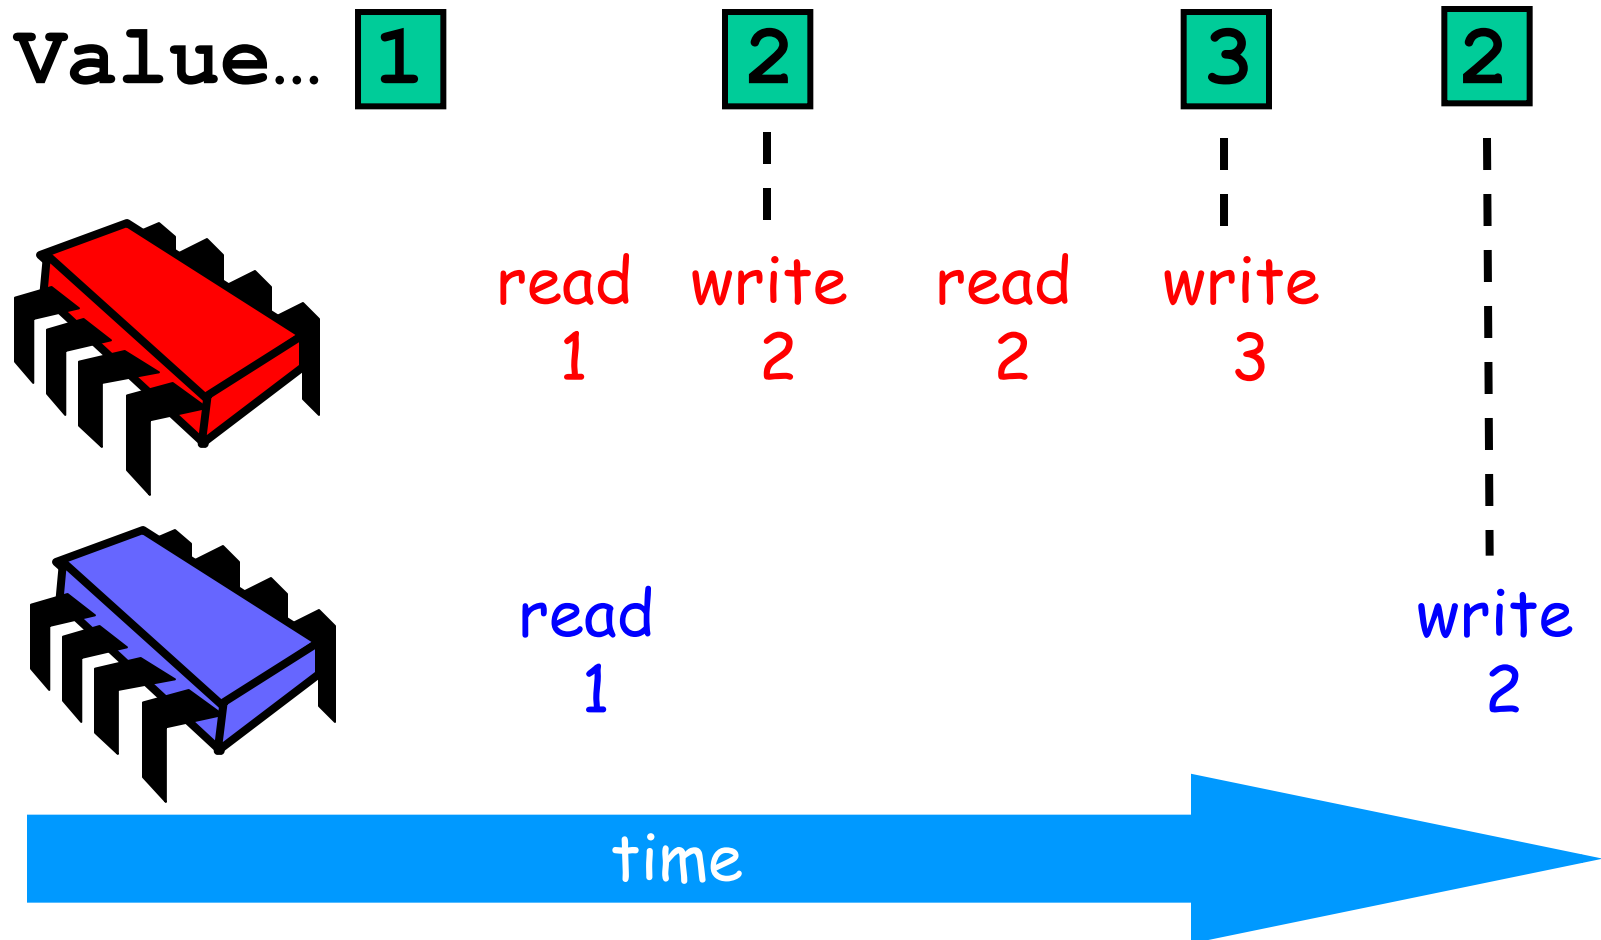 Value… 1 2 3 2
read write read write
1 2 2 3
read write
1 2
time